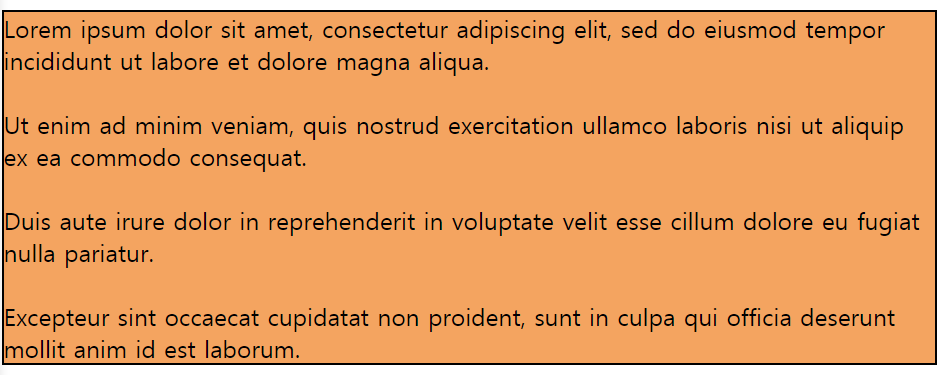 Lorem ipsum dolor sit amet, consectetur adipiscing elit, sed do eiusmod tempor
incididunt ut labore et dolore magna aliqua.
Ut enim ad minim veniam, quis nostrud exercitation ullamco laboris nisi ut aliquip
ex ea commodo consequat.
Duis aute irure dolor in reprehenderit in voluptate velit esse cillum dolore eu fugiat
nulla pariatur.
Excepteur sint occaecat cupidatat non proident, sunt in culpa qui officia deserunt
mollit anim id est laborum.